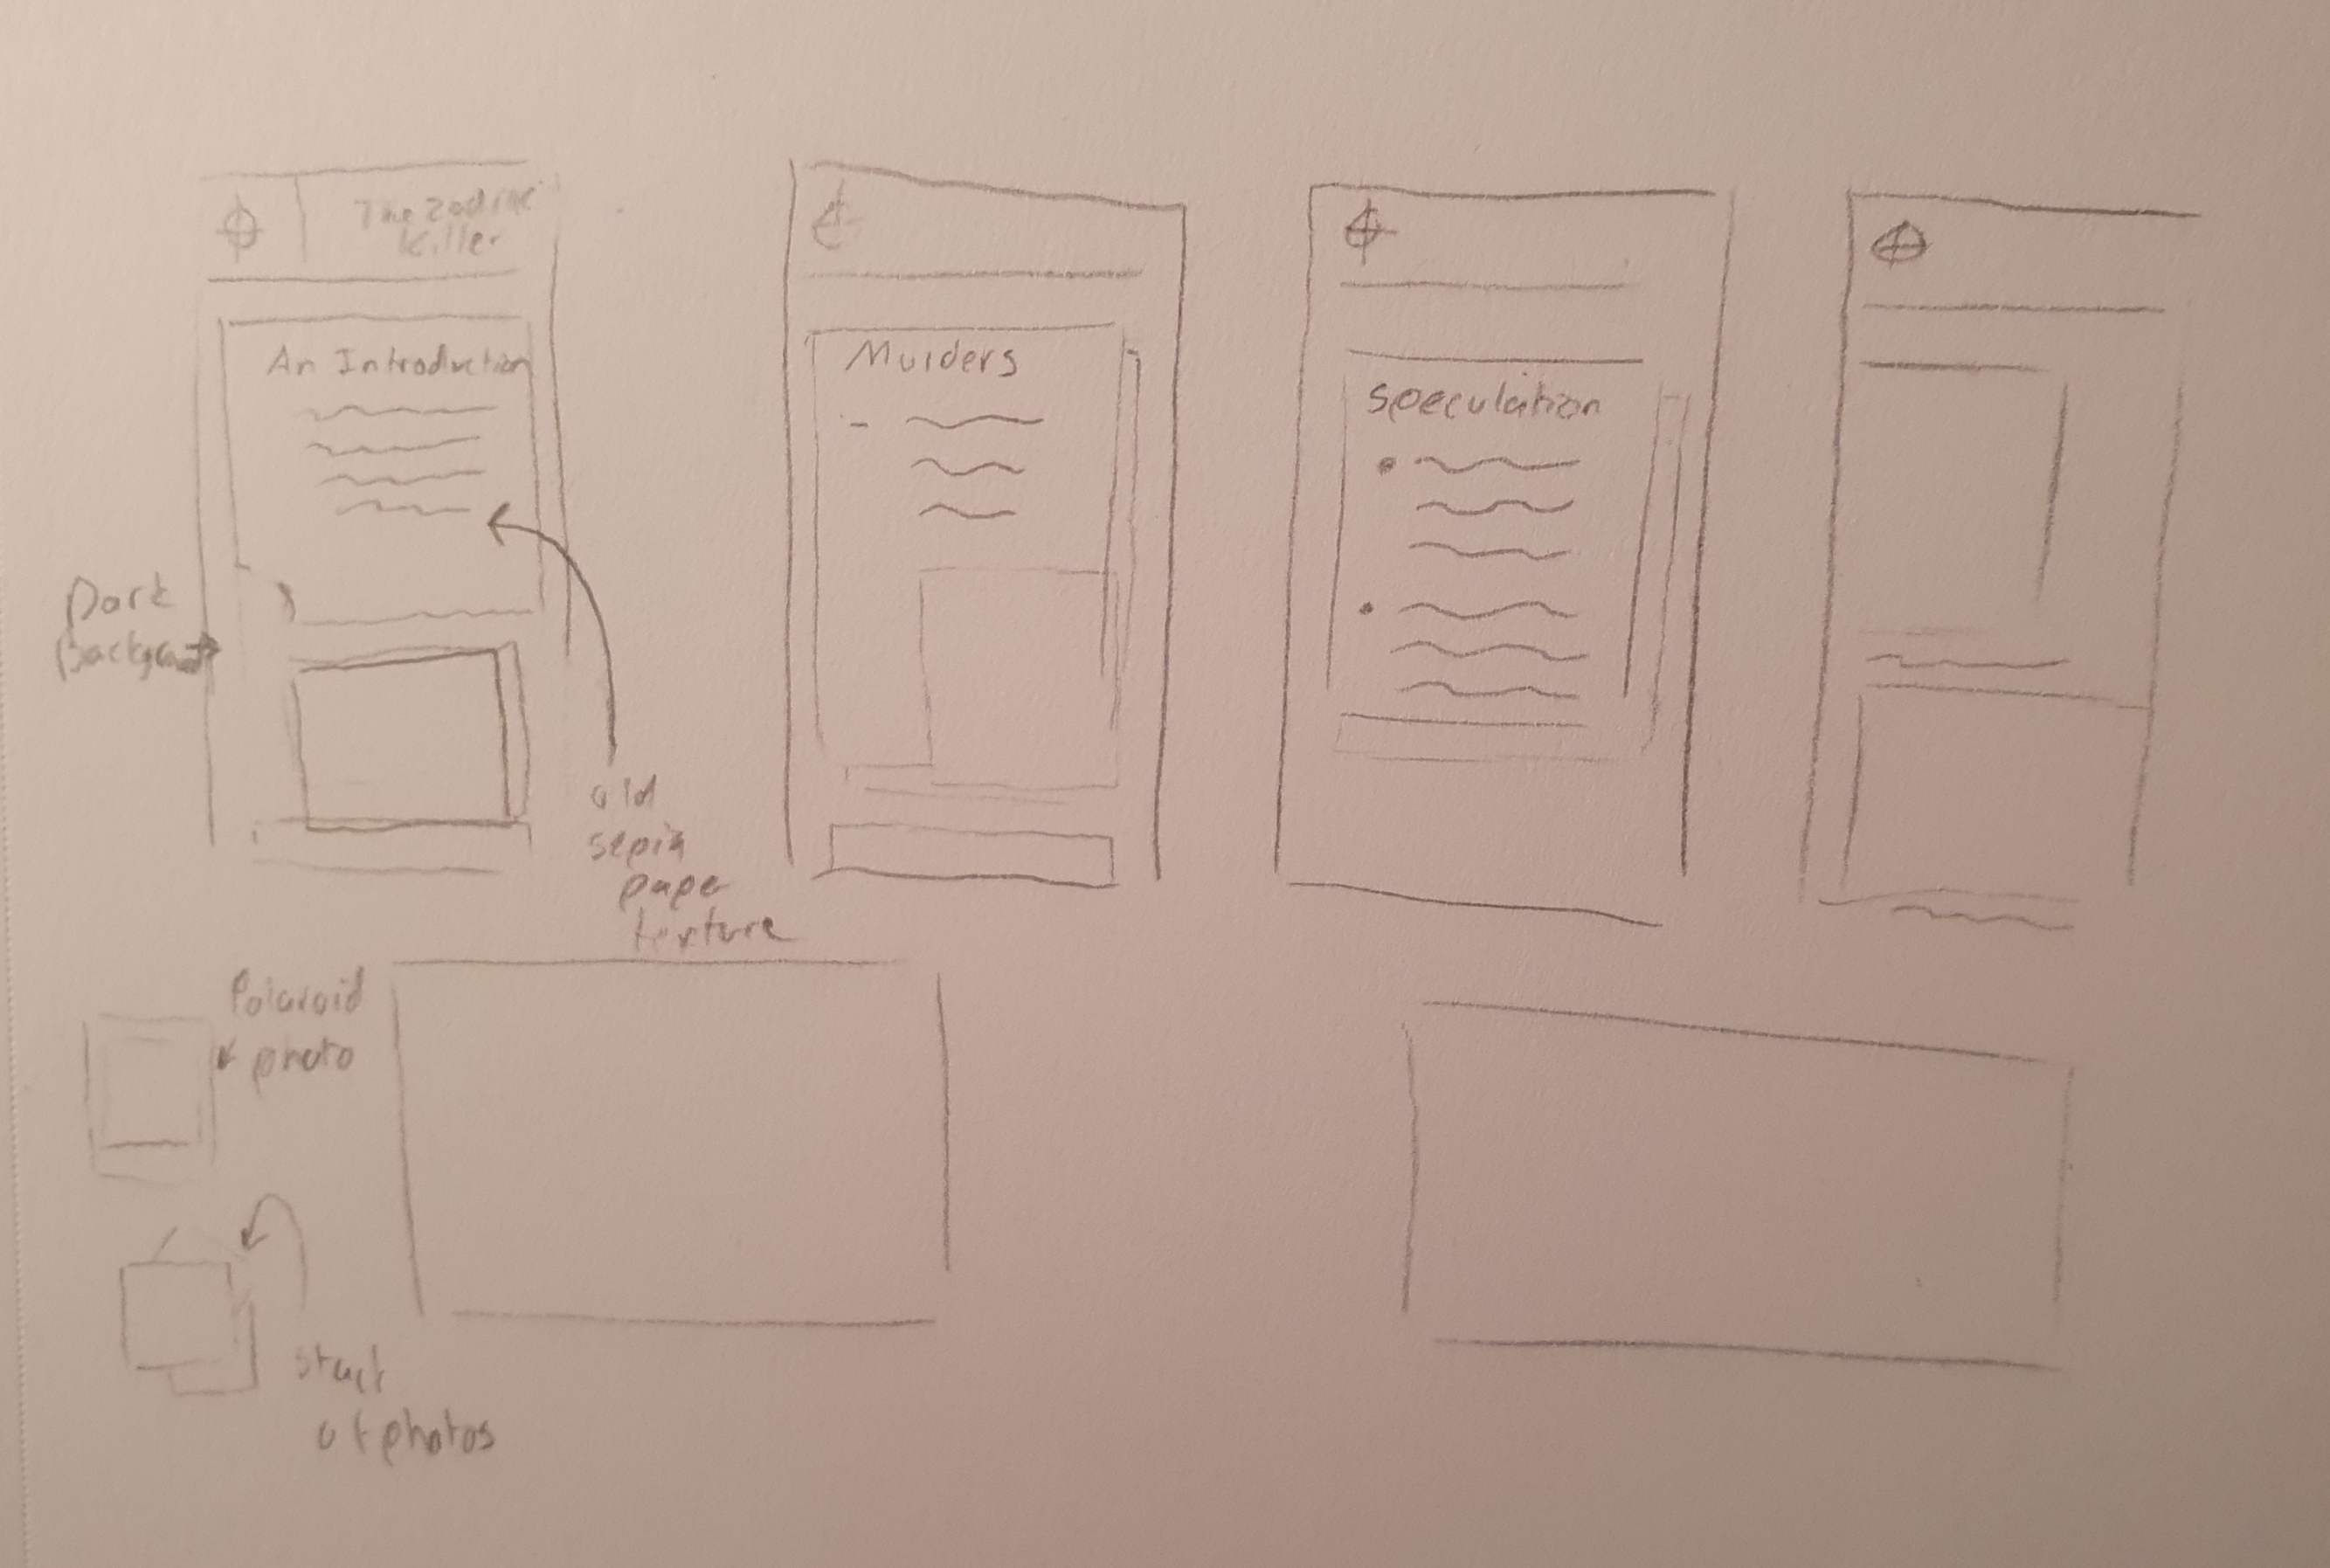 The Zodiac
Killer
An Introduction
Murders
Speculation
Dark
Background
old
sepia
paper
texture
Polaroid
photo
stack
of photos